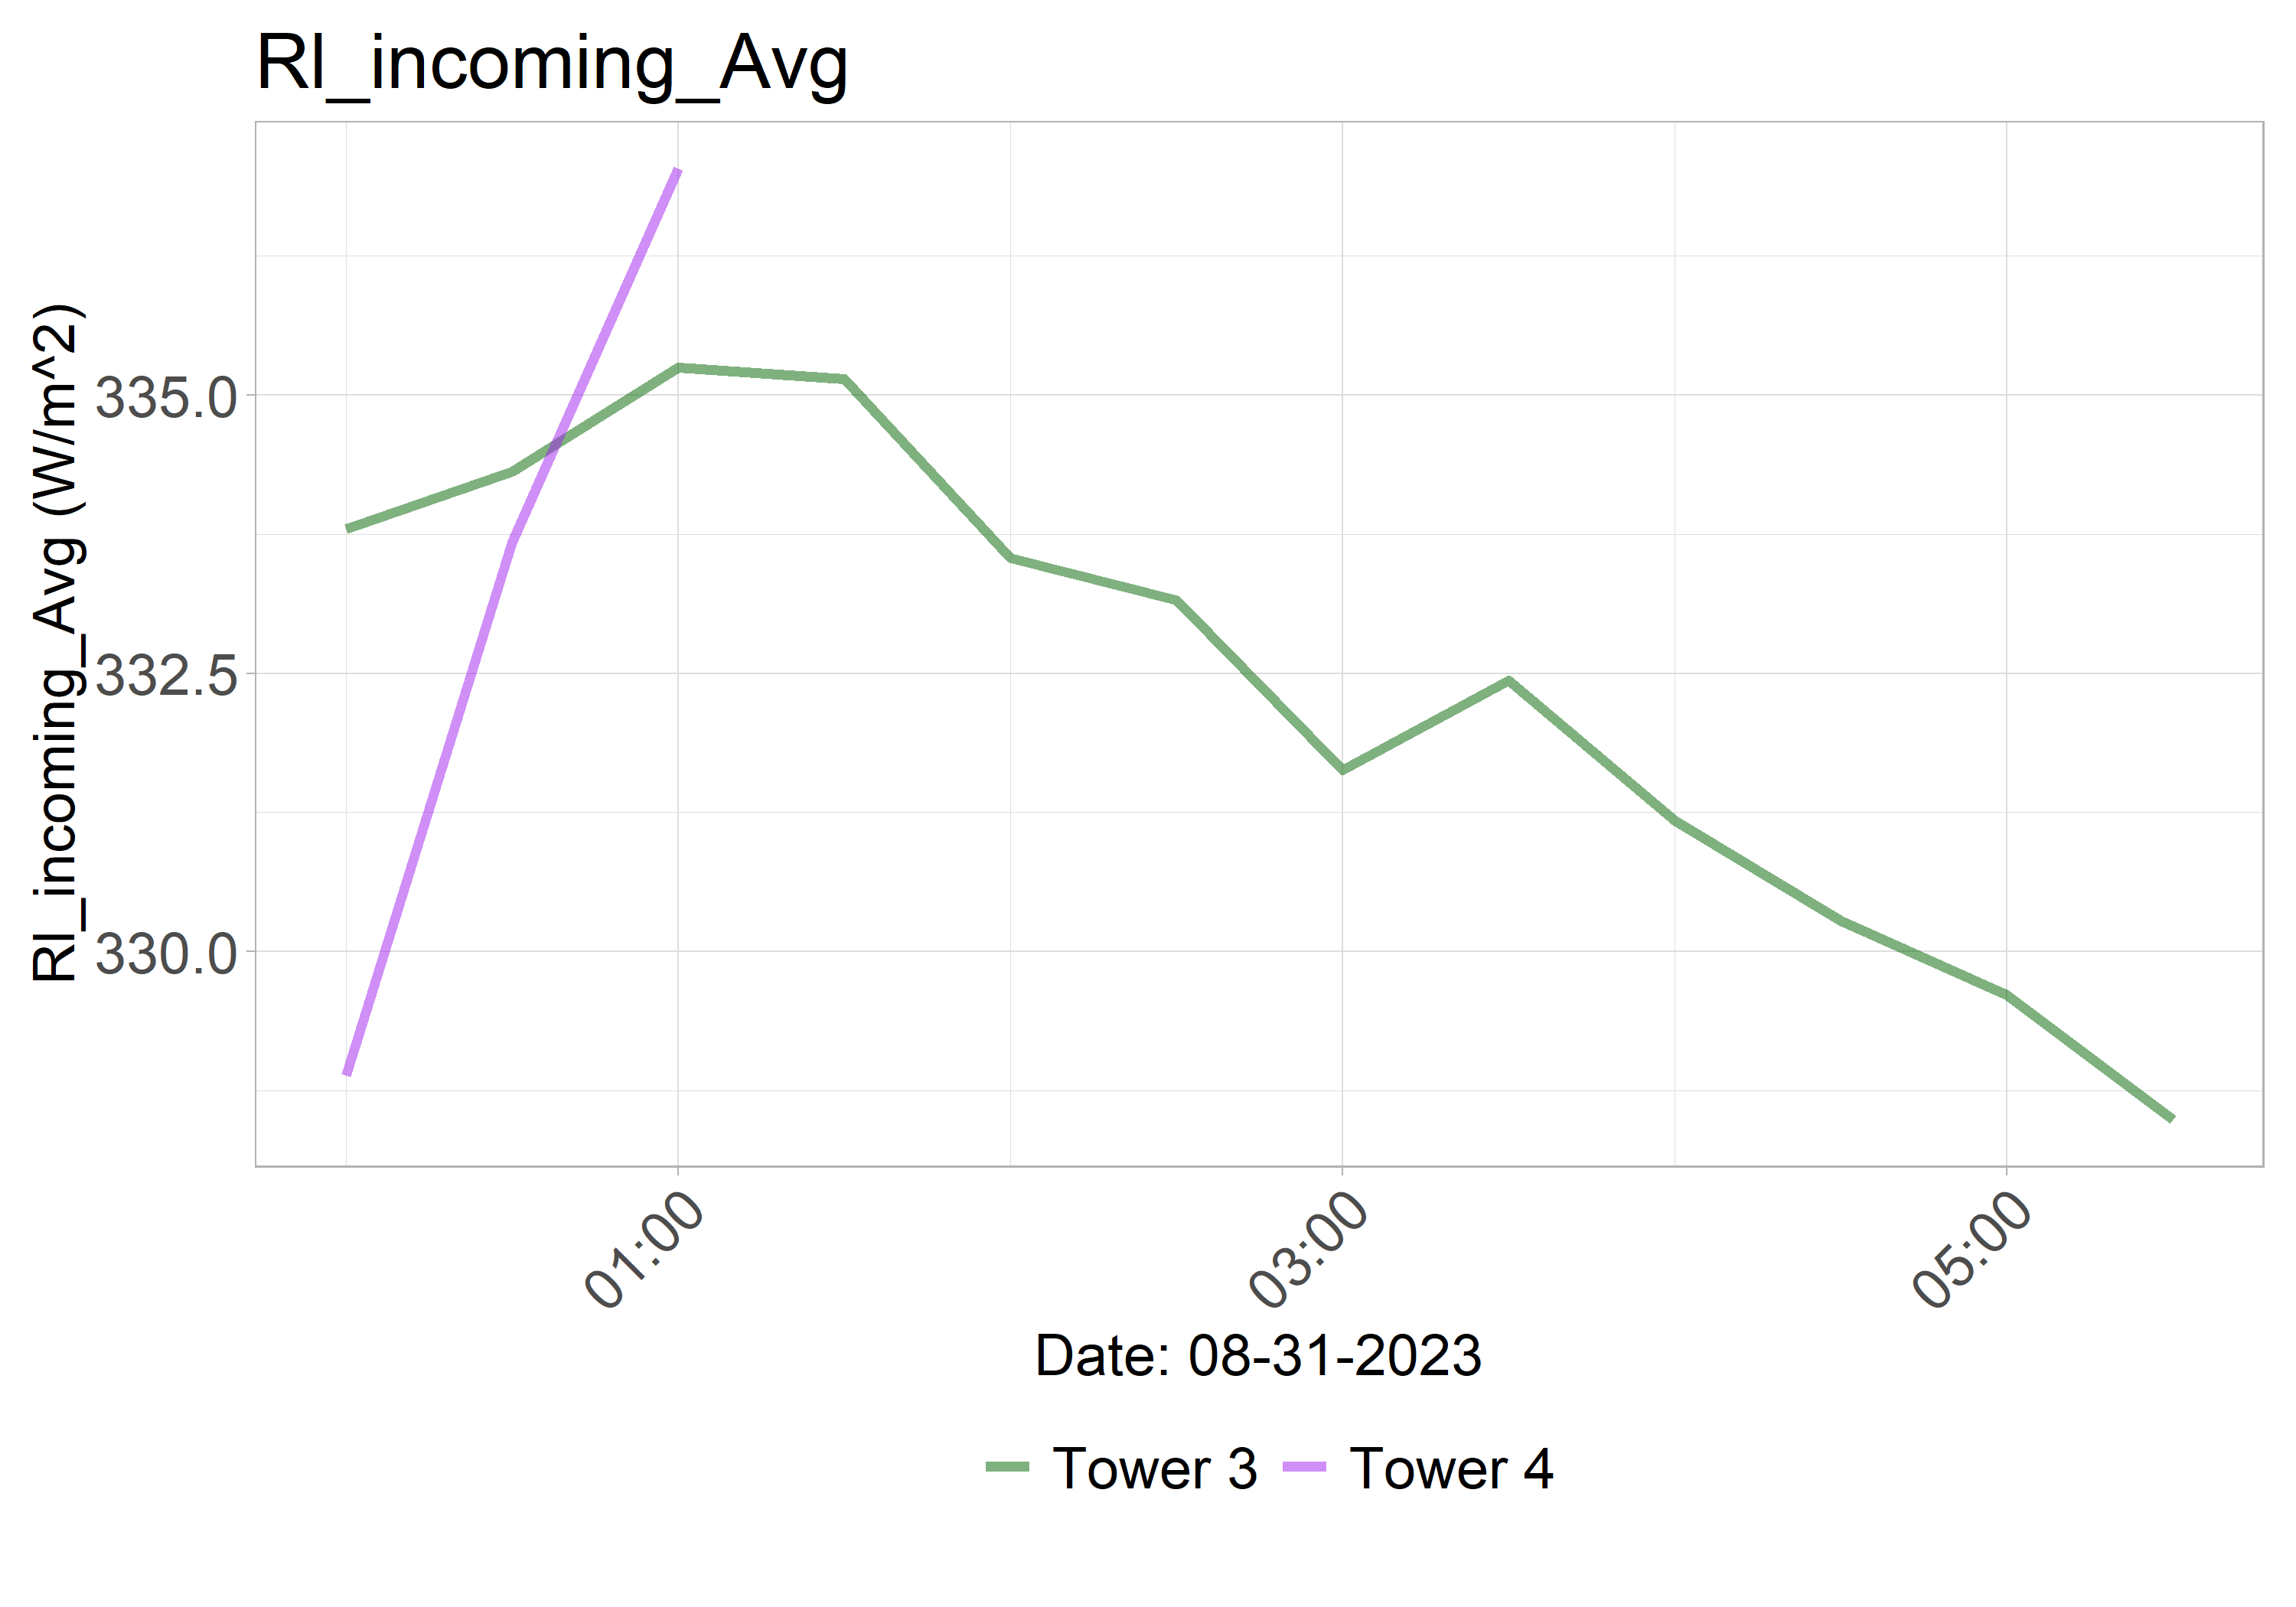 Rl_incoming_Avg
Rl_incoming_Avg (W/m^2)
335.0
332.5
330.0
01:00
03:00
05:00
Date: 08-31-2023
Tower 3
Tower 4